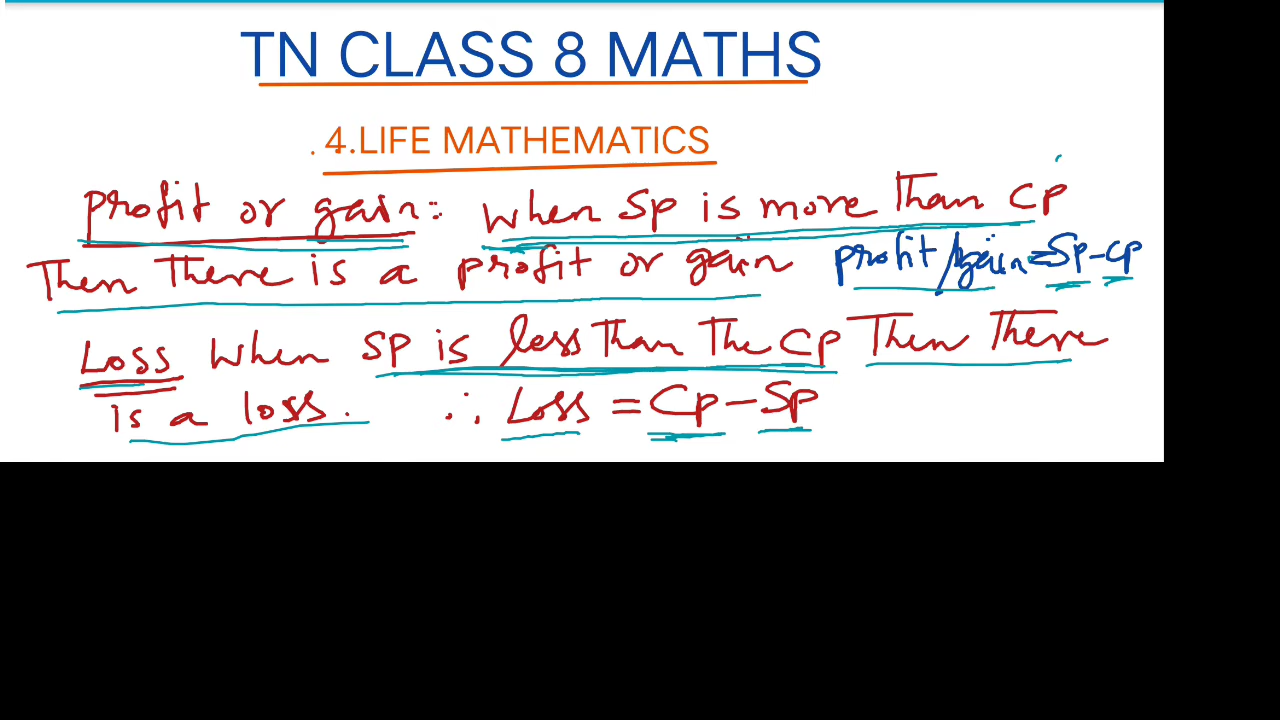 TN CLASS 8 MATHS
. 4.LIFE MATHEMATICS
Profit or gain: when SP is more than CP
Then there is a profit or gain profit/gain=SP-CP
Loss when SP is less than the CP Then there
is a loss. ∴ Loss = CP-SP